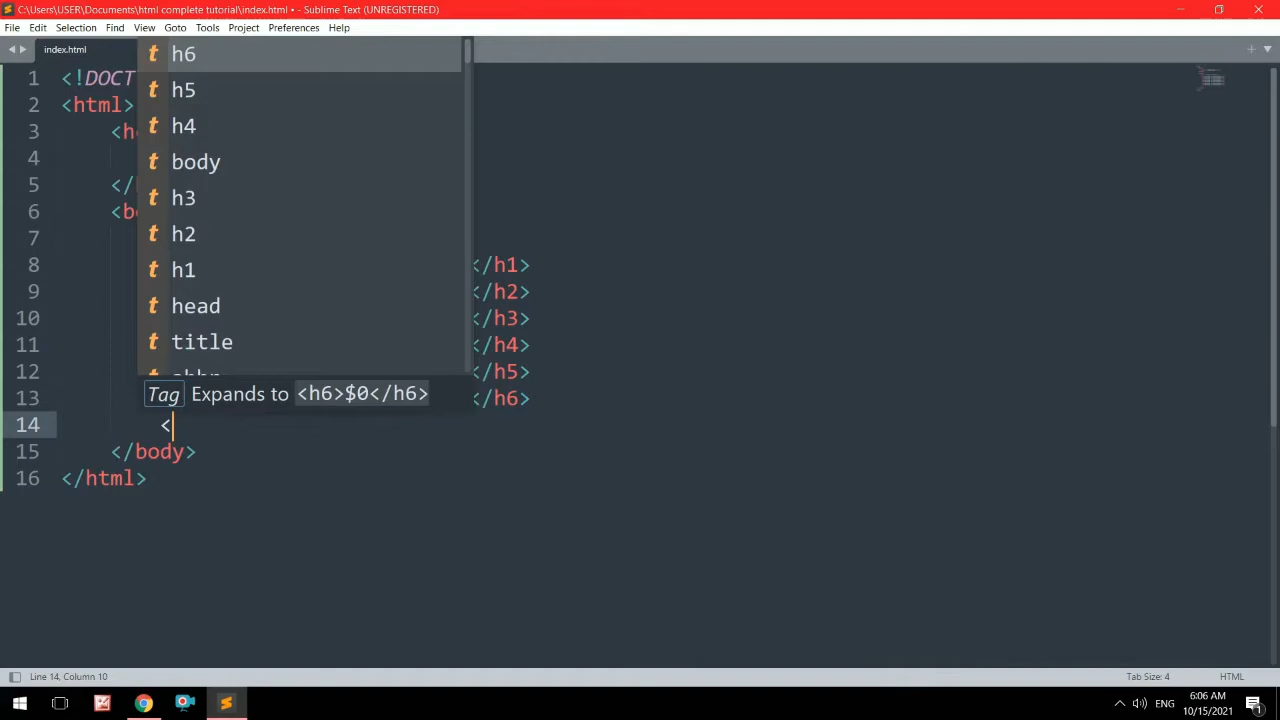 C:\Users\USER\Documents\html complete tutorial\index.html • - Sublime Text (UNREGISTERED)
File Edit Selection Find View Goto Tools Project Preferences Help
index.html
1 <!DOCT
2 <html>
3 <h
4
5 </
6 <b
7
8 </h1>
9 </h2>
10 </h3>
11 </h4>
12 </h5>
13 </h6>
14 <
15 </body>
16 </html>
t h6
t h5
t h4
t body
t h3
t h2
t h1
t head
t title
Tag Expands to <h6>$0</h6>
Line 14, Column 10
Tab Size: 4
HTML
ENG
6:06 AM
10/15/2021
1